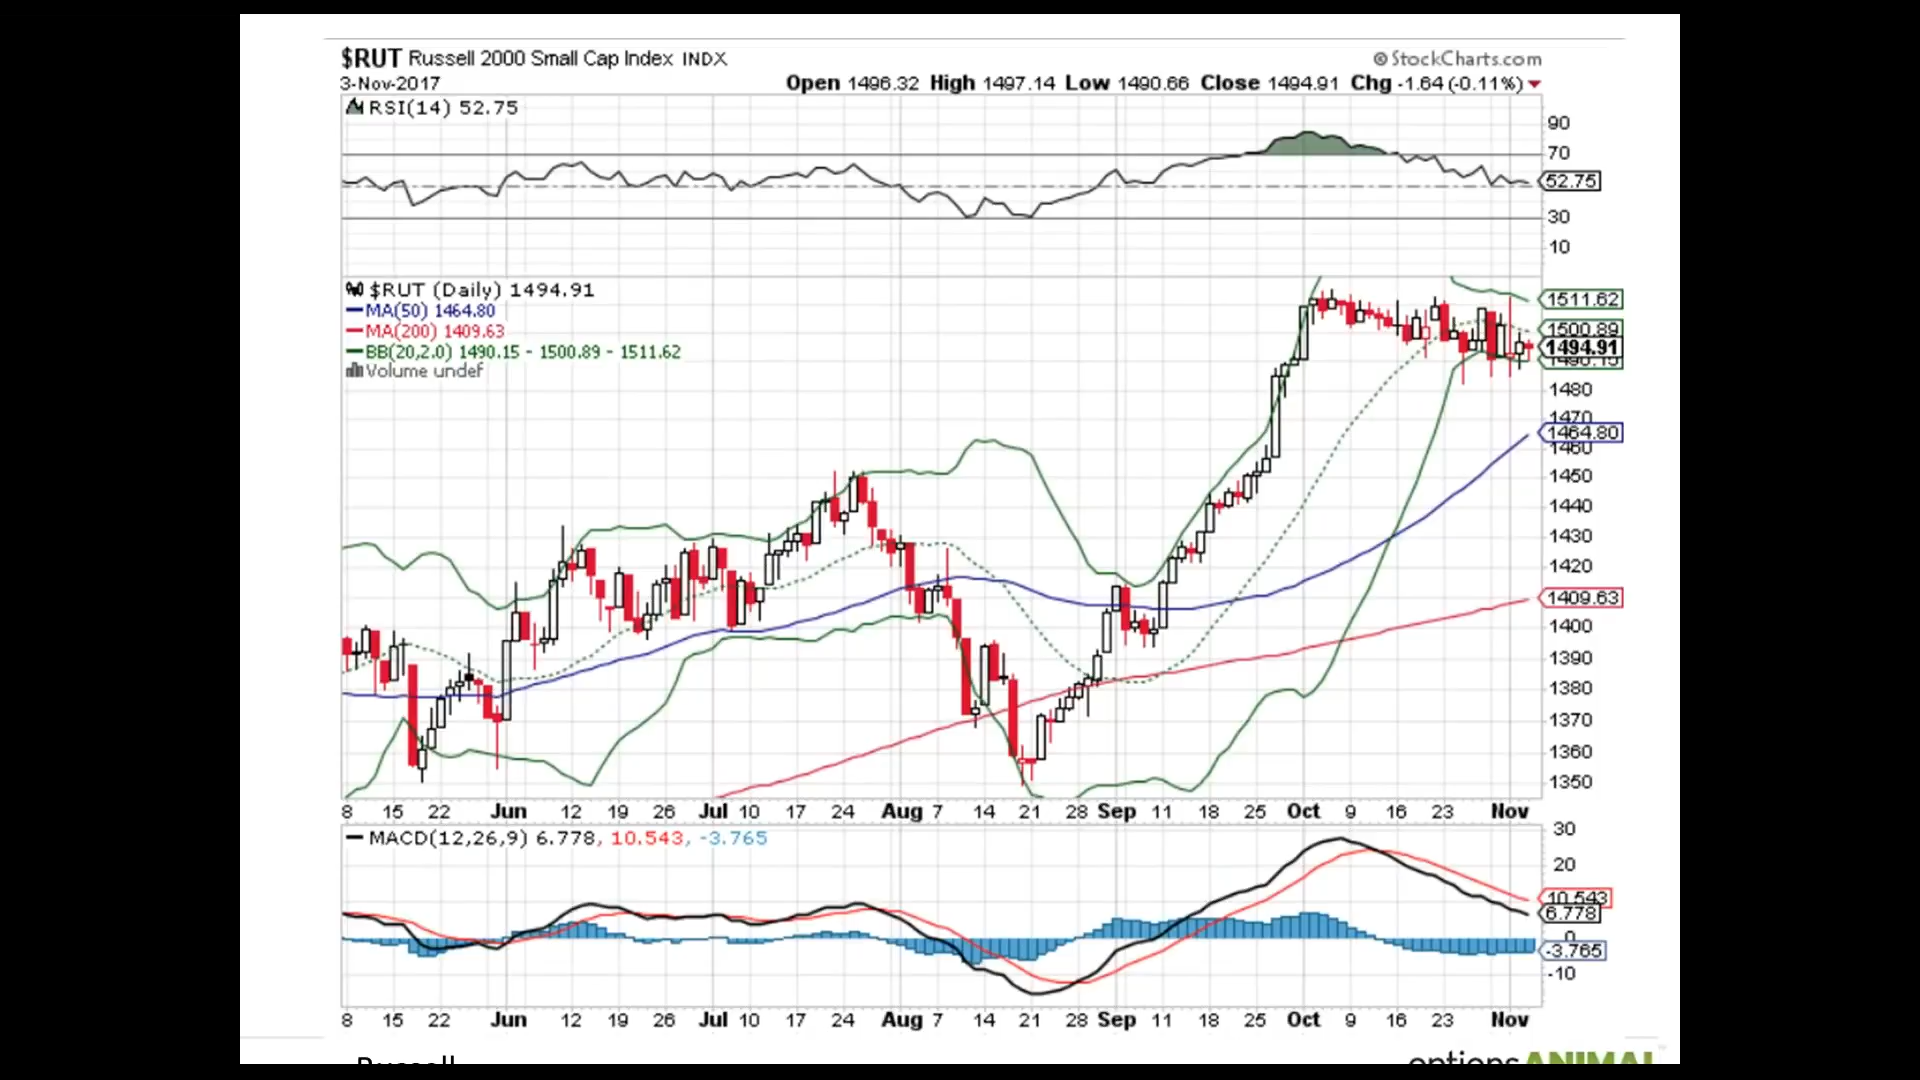 $RUT Russell 2000 Small Cap Index INDX
© StockCharts.com
3-Nov-2017
Open 1496.32 High 1497.14 Low 1490.66 Close 1494.91 Chg -1.64 (-0.11%)
RSI(14) 52.75
90
70
52.75
30
10
$RUT (Daily) 1494.91
MA(50) 1464.80
MA(200) 1409.63
BB(20,2.0) 1490.15 - 1500.89 - 1511.62
Volume undef
1511.62
1500.89
1494.91
1490.15
1480
1470
1464.80
1460
1450
1440
1430
1420
1409.63
1400
1390
1380
1370
1360
1350
8 15 22 Jun 12 19 26 Jul 10 17 24 Aug 7 14 21 28 Sep 11 18 25 Oct 9 16 23 Nov
MACD(12,26,9) 6.778, 10.543, -3.765
30
20
10.543
6.778
0
-3.765
-10
8 15 22 Jun 12 19 26 Jul 10 17 24 Aug 7 14 21 28 Sep 11 18 25 Oct 9 16 23 Nov
Russell
optionsANIMAL